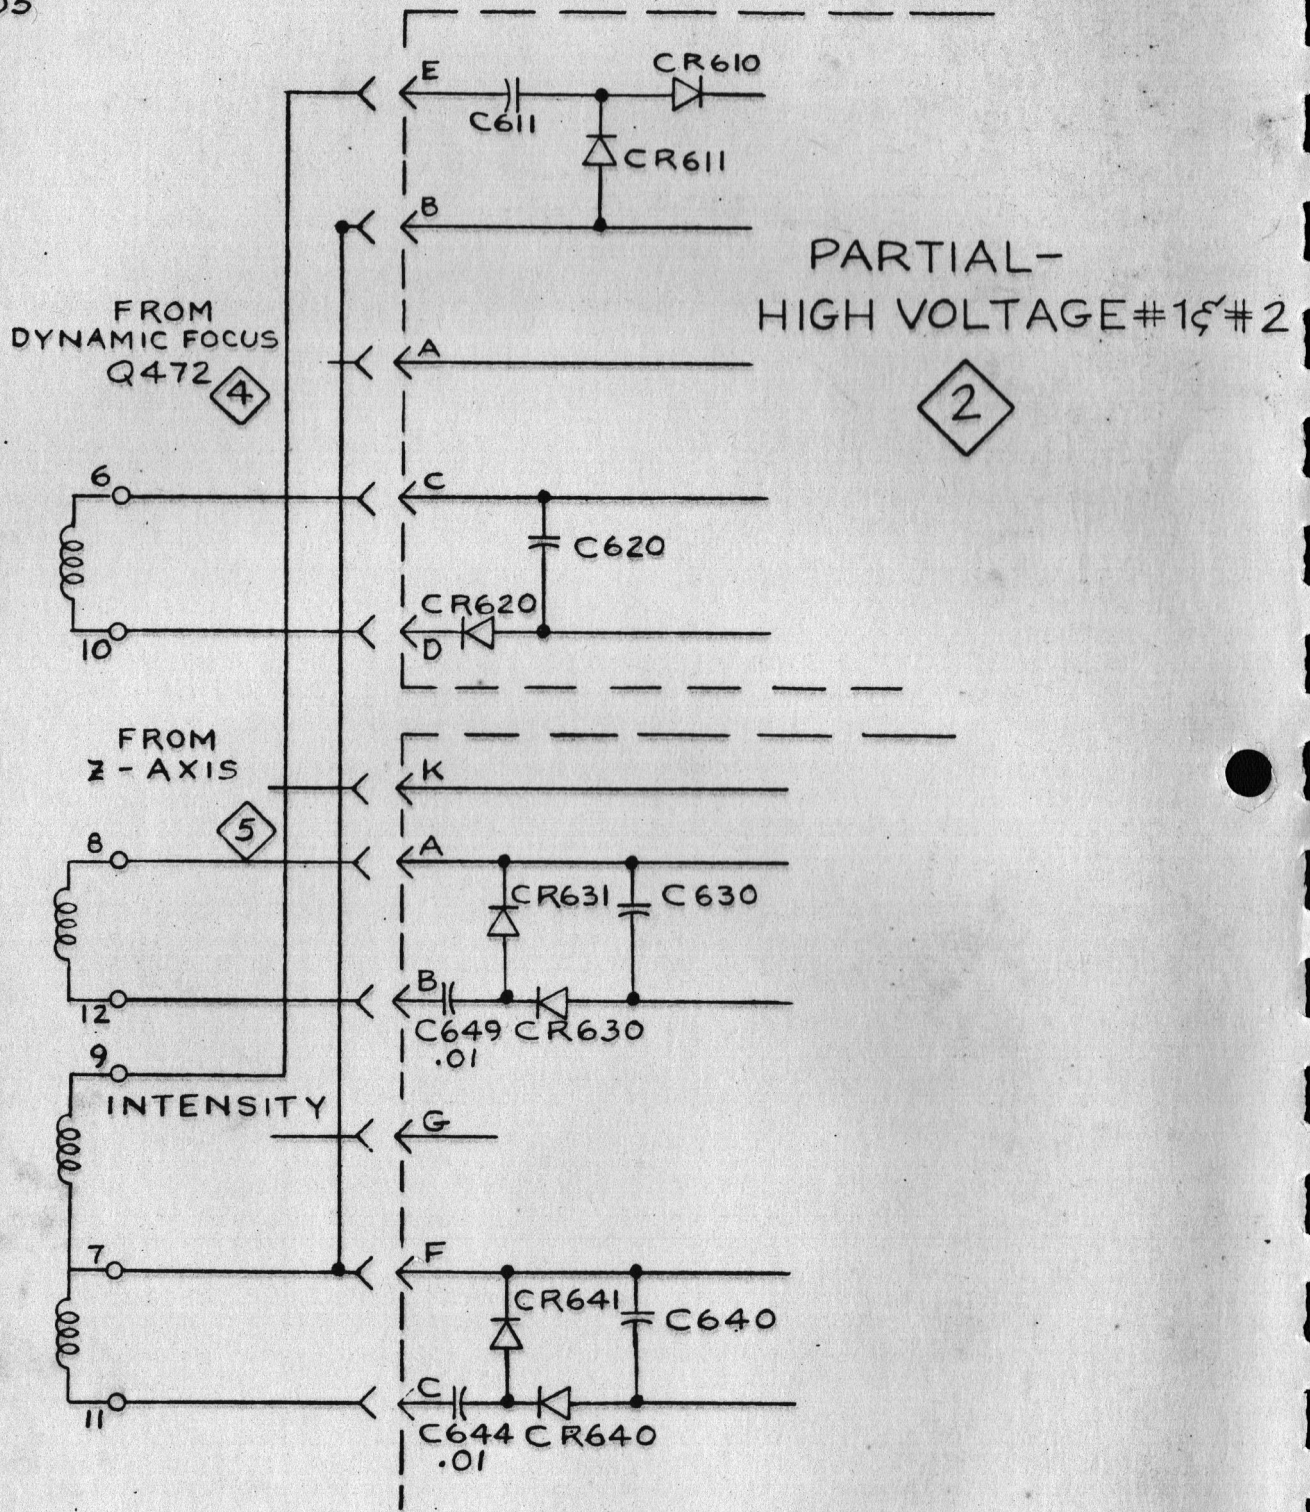 E
CR610
C611
CR611
B
PARTIAL-
HIGH VOLTAGE #1 & #2
2
FROM
DYNAMIC FOCUS
Q472
4
A
6
C
C620
CR620
10
D
FROM
Z-AXIS
K
5
8
A
CR631
C630
B
12
C649
.01
CR630
9
INTENSITY
G
7
F
CR641
C640
C
11
C644
.01
CR640